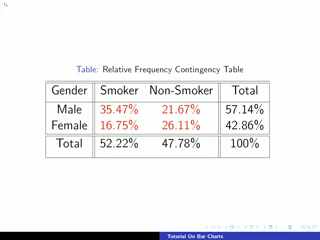 Table: Relative Frequency Contingency Table
Gender Smoker Non-Smoker Total
Male 35.47% 21.67% 57.14%
Female 16.75% 26.11% 42.86%
Total 52.22% 47.78% 100%
Tutorial On Bar Charts